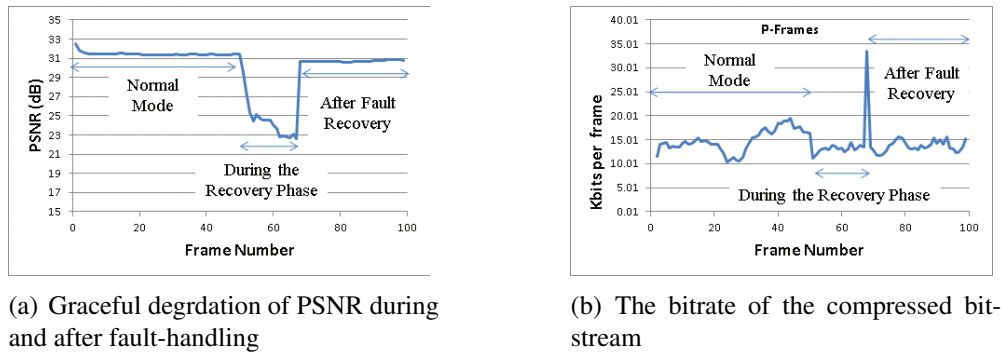 35
33
31
29
27
25
23
21
19
17
15
PSNR (dB)
Normal
Mode
After Fault
Recovery
During the
Recovery Phase
0
20
40
60
80
100
Frame Number
40.01
35.01
30.01
25.01
20.01
15.01
10.01
5.01
0.01
Kbits per frame
P-Frames
Normal
Mode
After Fault
Recovery
During the Recovery Phase
0
20
40
60
80
100
Frame Number
(a) Graceful degrdation of PSNR during
and after fault-handling
(b) The bitrate of the compressed bit-
stream